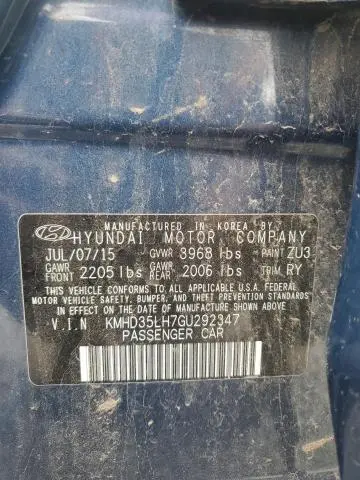 MANUFACTURED IN KOREA BY
HYUNDAI MOTOR COMPANY
JUL/07/15 GVWR 3968 lbs PAINT ZU3
GAWR FRONT 2205 lbs GAWR REAR 2006 lbs TRIM RY
THIS VEHICLE CONFORMS TO ALL APPLICABLE U.S.A. FEDERAL
MOTOR VEHICLE SAFETY, BUMPER, AND THEFT PREVENTION
STANDARDS IN EFFECT ON THE DATE OF MANUFACTURE SHOWN ABOVE
V.I.N KMHD35LH7GU292347
PASSENGER CAR